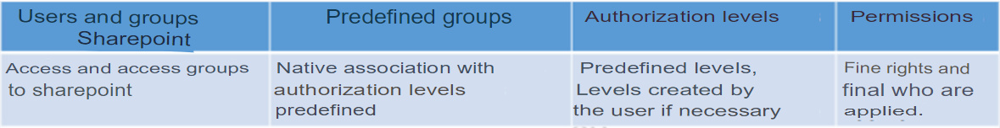 Users and groups
Sharepoint
Predefined groups
Authorization levels
Permissions
Access and access groups
to sharepoint
Native association with
authorization levels
predefined
Predefined levels,
Levels created by
the user if necessary
Fine rights and
final who are
applied.